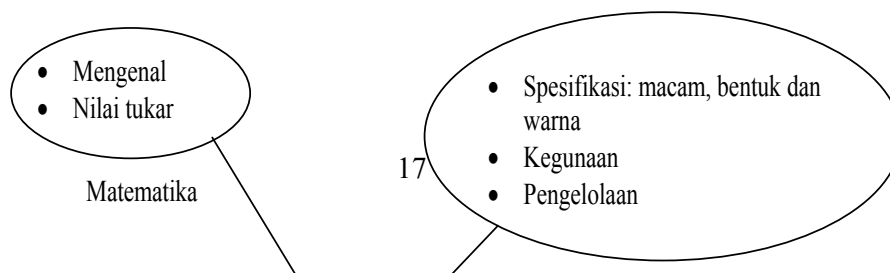 • Mengenal
• Nilai tukar
Matematika
• Spesifikasi: macam, bentuk dan
warna
• Kegunaan
• Pengelolaan
17